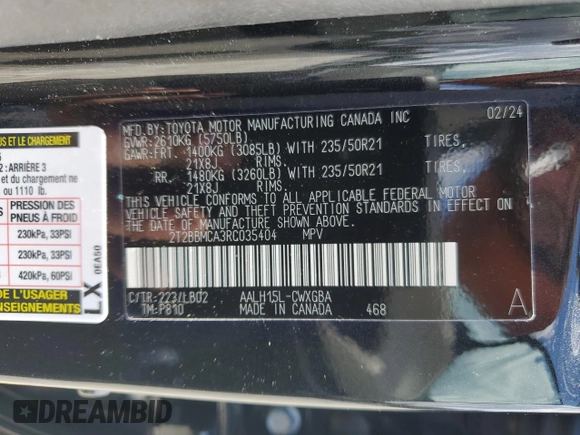 MFD.BY:TOYOTA MOTOR MANUFACTURING CANADA INC 02/24
GVWR:2610KG (5750LB)
GAWR:FRT. 1400KG (3085LB) WITH 235/50R21 TIRES,
21X8J RIMS.
RR. 1480KG (3260LB) WITH 235/50R21 TIRES,
21X8J RIMS.
THIS VEHICLE CONFORMS TO ALL APPLICABLE FEDERAL MOTOR
VEHICLE SAFETY AND THEFT PREVENTION STANDARDS IN EFFECT ON
THE DATE OF MANUFACTURE SHOWN ABOVE.
2T2BBMCA3RC035404 MPV
C/TR:223/LB02 AALH15L-CWXGBA A
TM:P810 MADE IN CANADA 468
CHARGEMENT
2 : ARRIÈRE 3
et du chargement ne
ou 1110 lb.
PRESSION DES
PNEUS À FROID
230kPa, 33PSI
230kPa, 33PSI
420kPa, 60PSI
DE L'USAGER
RENSEIGNEMENTS
LX 0EA50
DREAMBID